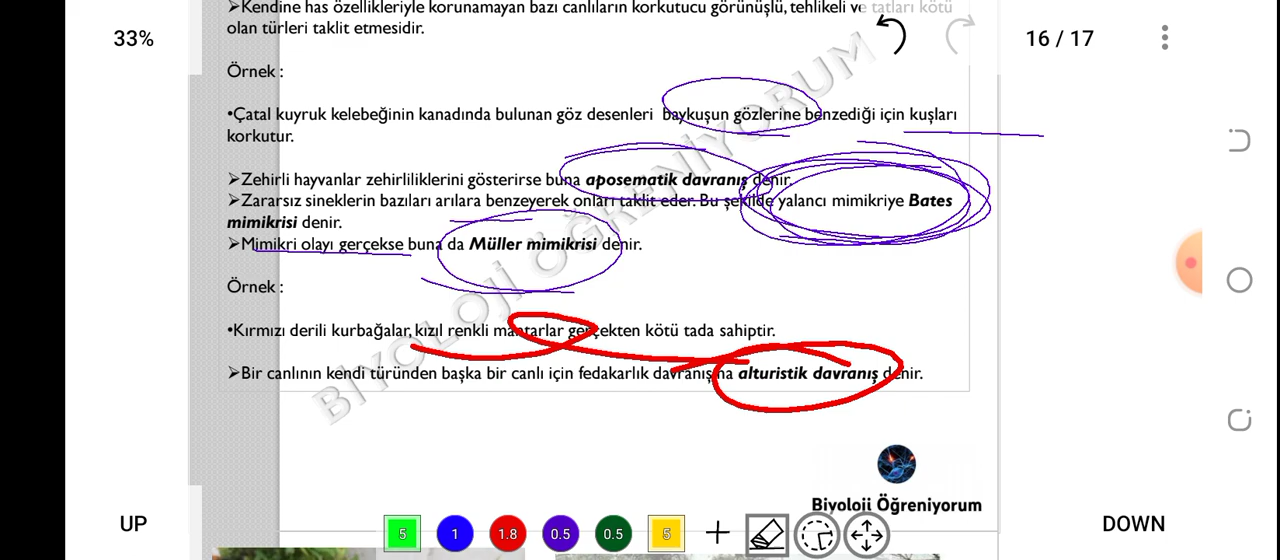 ➢Kendine has özellikleriyle korunamayan bazı canlıların korkutucu görünüşlü, tehlikeli ve tatları kötü
olan türleri taklit etmesidir.
33%
16 / 17
Örnek :
•Çatal kuyruk kelebeğinin kanadında bulunan göz desenleri baykuşun gözlerine benzediği için kuşları
korkutur.
➢Zehirli hayvanlar zehirliliklerini gösterirse buna aposematik davranış denir.
➢Zararsız sineklerin bazıları arılara benzeyerek onları taklit eder. Bu şekilde yalancı mimikriye Bates
mimikrisi denir.
➢Mimikri olayı gerçekse buna da Müller mimikrisi denir.
Örnek :
•Kırmızı derili kurbağalar, kızıl renkli mantarlar gerçekten kötü tada sahiptir.
➢Bir canlının kendi türünden başka bir canlı için fedakarlık davranışına alturistik davranış denir.
BİYOLOJİ ÖĞRENİYORUM
Biyoloji Öğreniyorum
UP
DOWN
5 1 1.8 0.5 0.5 5